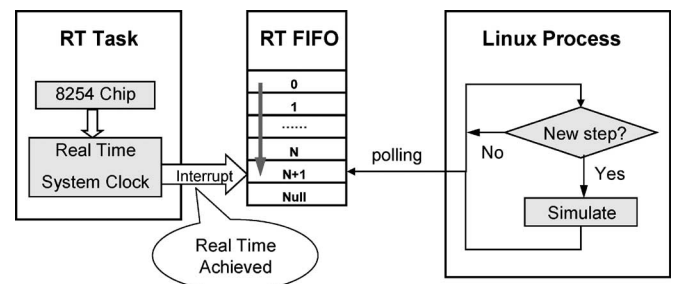 RT Task
8254 Chip
Real Time
System Clock
Interrupt
Real Time
Achieved
RT FIFO
0
1
......
N
N+1
Null
polling
Linux Process
New step?
No
Yes
Simulate